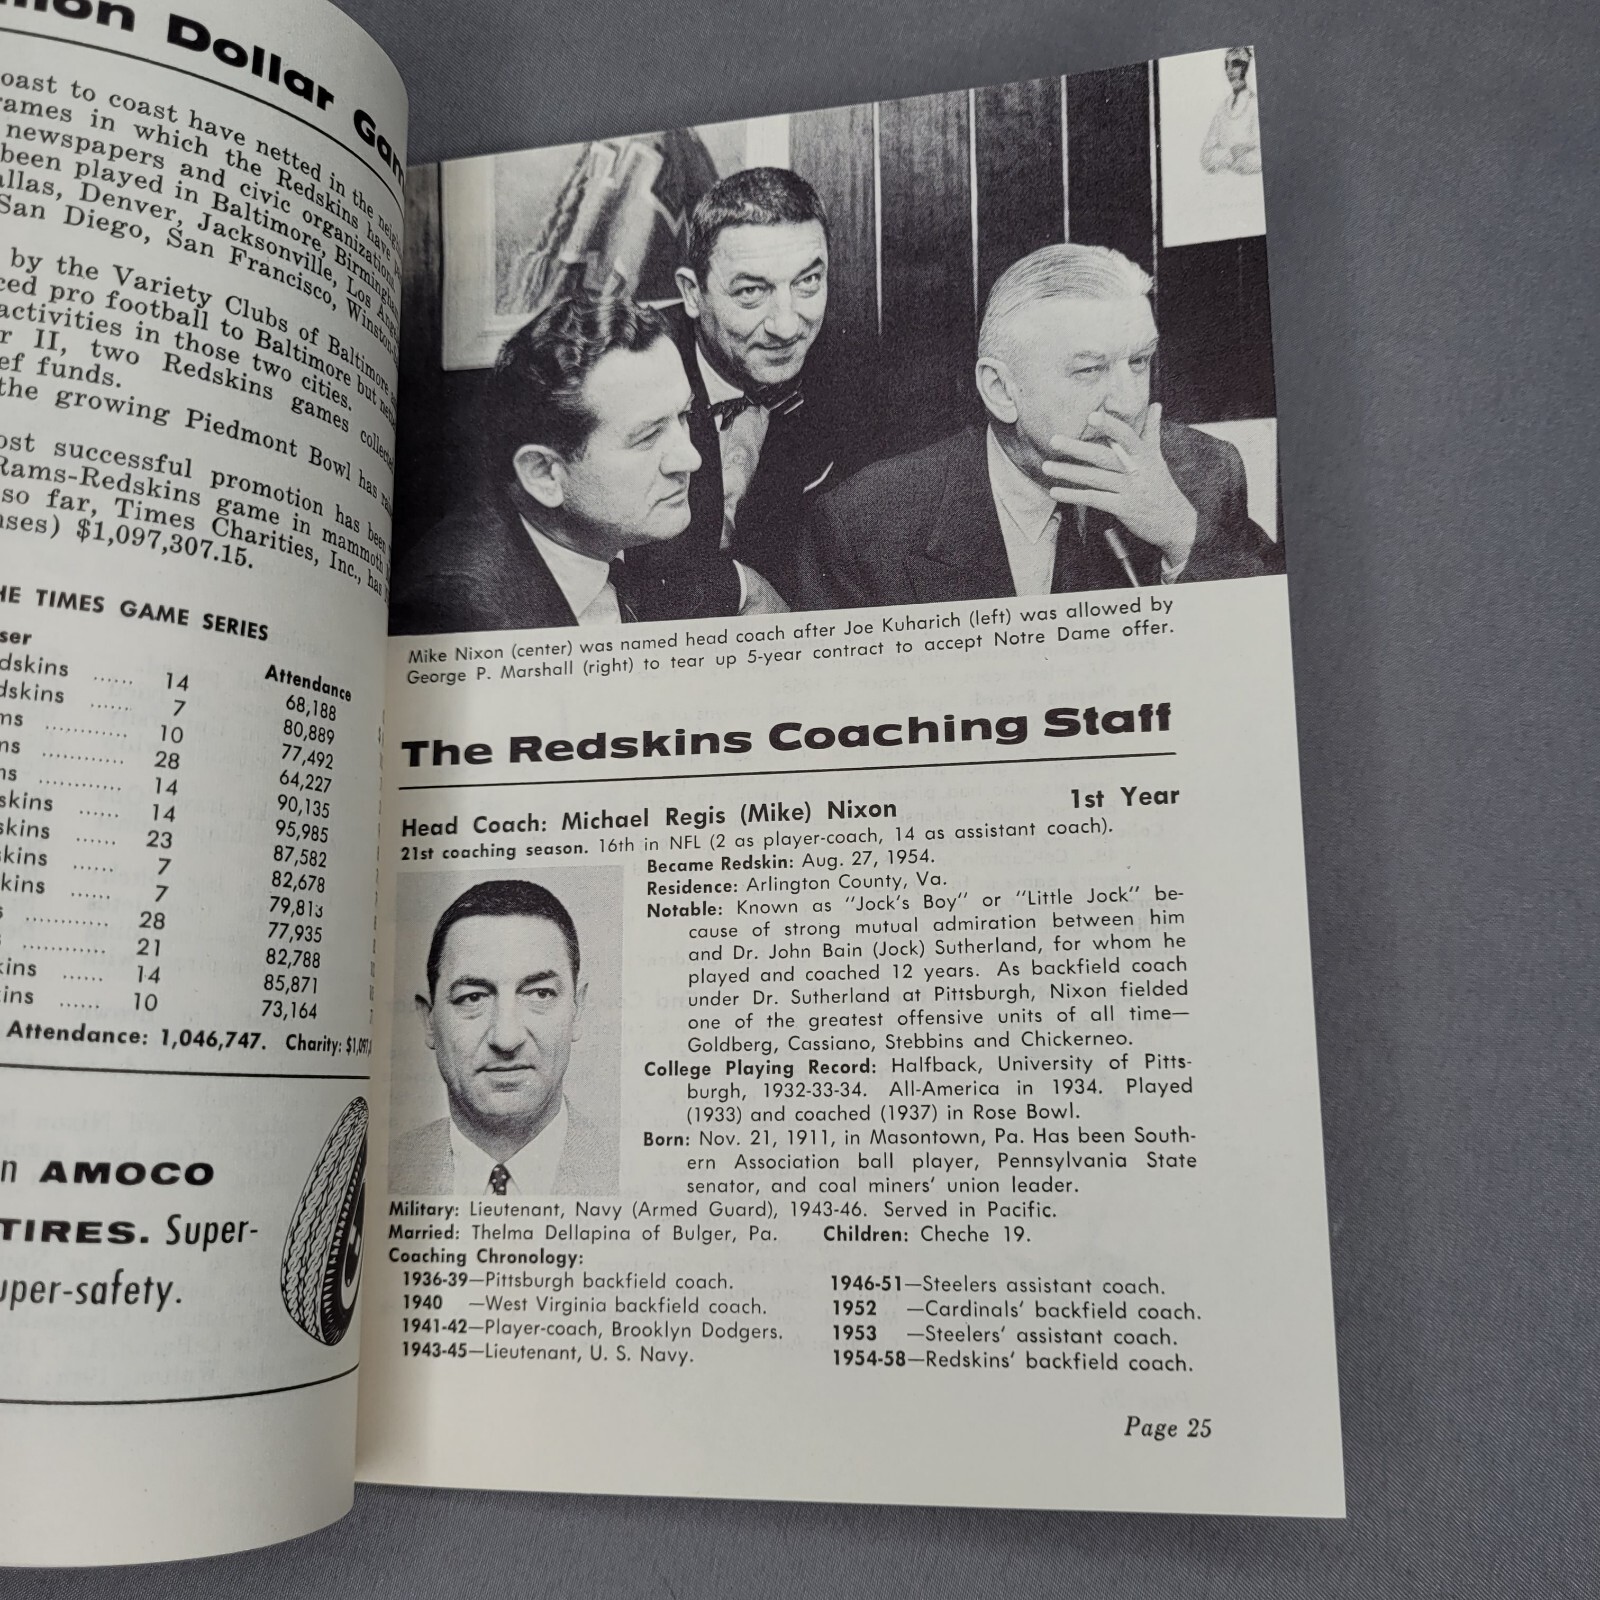 Dollar
oast to coast have netted in the
ames in which the Redskins have
newspapers and civic organizations
been played in Baltimore, Birmingham
allas, Denver, Jacksonville, Los
San Diego, San Francisco, Winston-
by the Variety Clubs of Baltimore
ced pro football to Baltimore but
activities in those two cities.
r II, two Redskins games
ef funds.
the growing Piedmont Bowl has
ost successful promotion has been
Rams-Redskins game in mammoth
so far, Times Charities, Inc., has
nses) $1,097,307.15.
HE TIMES GAME SERIES
ser Attendance
dskins ...... 14 68,188
dskins ...... 7 80,889
ms ............ 10 77,492
ns ............ 28 64,227
ns ............ 14 90,135
skins ...... 14 95,985
skins ...... 23 87,582
skins ...... 7 82,678
kins ...... 7 79,813
s ............ 28 77,935
............ 21 82,788
kins ...... 14 85,871
ins ...... 10 73,164
Attendance: 1,046,747. Charity:
n AMOCO
TIRES. Super-
uper-safety.
Mike Nixon (center) was named head coach after Joe Kuharich (left) was allowed by
George P. Marshall (right) to tear up 5-year contract to accept Notre Dame offer.
The Redskins Coaching Staff
Head Coach: Michael Regis (Mike) Nixon 1st Year
21st coaching season. 16th in NFL (2 as player-coach, 14 as assistant coach).
Became Redskin: Aug. 27, 1954.
Residence: Arlington County, Va.
Notable: Known as "Jock's Boy" or "Little Jock" be-
cause of strong mutual admiration between him
and Dr. John Bain (Jock) Sutherland, for whom he
played and coached 12 years. As backfield coach
under Dr. Sutherland at Pittsburgh, Nixon fielded
one of the greatest offensive units of all time—
Goldberg, Cassiano, Stebbins and Chickerneo.
College Playing Record: Halfback, University of Pitts-
burgh, 1932-33-34. All-America in 1934. Played
(1933) and coached (1937) in Rose Bowl.
Born: Nov. 21, 1911, in Masontown, Pa. Has been South-
ern Association ball player, Pennsylvania State
senator, and coal miners' union leader.
Military: Lieutenant, Navy (Armed Guard), 1943-46. Served in Pacific.
Married: Thelma Dellapina of Bulger, Pa. Children: Cheche 19.
Coaching Chronology:
1936-39—Pittsburgh backfield coach.
1940 —West Virginia backfield coach.
1941-42—Player-coach, Brooklyn Dodgers.
1943-45—Lieutenant, U. S. Navy.
1946-51—Steelers assistant coach.
1952 —Cardinals' backfield coach.
1953 —Steelers' assistant coach.
1954-58—Redskins' backfield coach.
Page 25